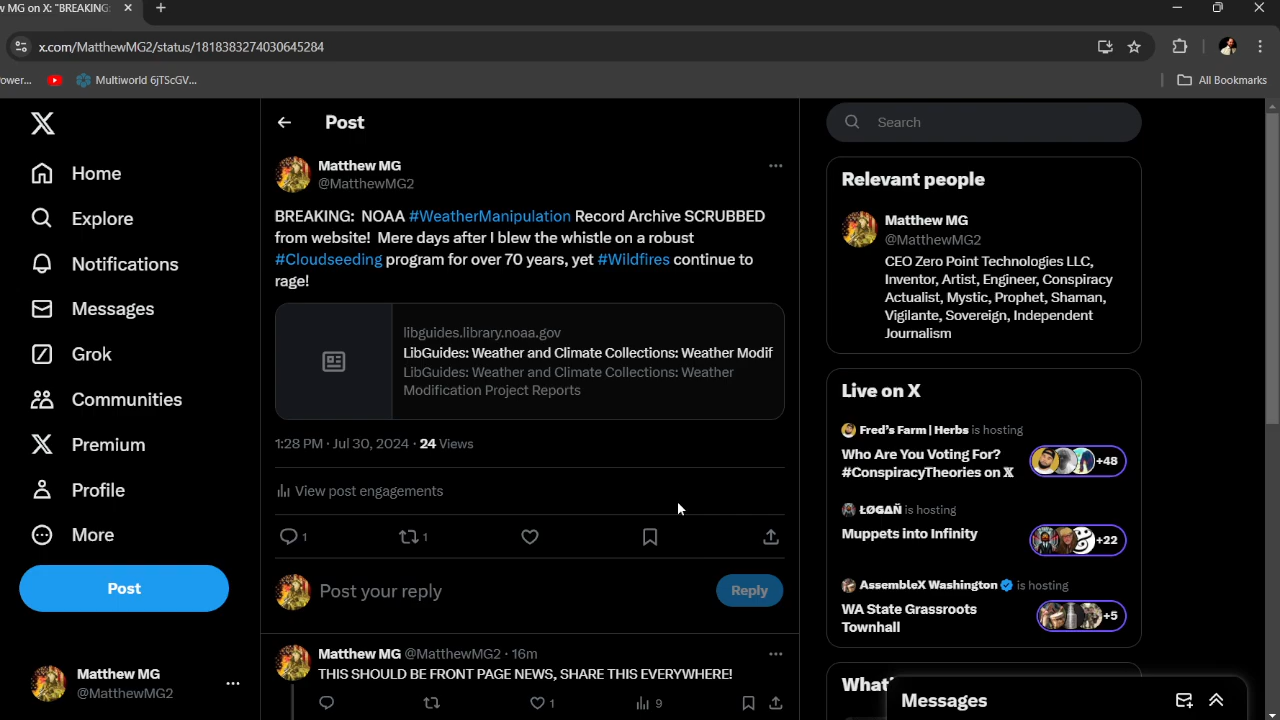 w MG on X: "BREAKING:
x.com/MatthewMG2/status/1818383274030645284
ower...
Multiworld 6jTScGV...
All Bookmarks
Home
Explore
Notifications
Messages
Grok
Communities
Premium
Profile
More
Post
Matthew MG
@MatthewMG2
Post
Matthew MG
@MatthewMG2
BREAKING: NOAA #WeatherManipulation Record Archive SCRUBBED
from website! Mere days after I blew the whistle on a robust
#Cloudseeding program for over 70 years, yet #Wildfires continue to
rage!
libguides.library.noaa.gov
LibGuides: Weather and Climate Collections: Weather Modif
LibGuides: Weather and Climate Collections: Weather
Modification Project Reports
1:28 PM · Jul 30, 2024 · 24 Views
View post engagements
1
1
Post your reply
Reply
Matthew MG @MatthewMG2 · 16m
THIS SHOULD BE FRONT PAGE NEWS, SHARE THIS EVERYWHERE!
1
9
Search
Relevant people
Matthew MG
@MatthewMG2
CEO Zero Point Technologies LLC,
Inventor, Artist, Engineer, Conspiracy
Actualist, Mystic, Prophet, Shaman,
Vigilante, Sovereign, Independent
Journalism
Live on X
Fred's Farm | Herbs is hosting
Who Are You Voting For?
#ConspiracyTheories on 𝕏
+48
ŁØGΔÑ is hosting
Muppets into Infinity
+22
AssembleX Washington is hosting
WA State Grassroots
Townhall
+5
What'
Messages